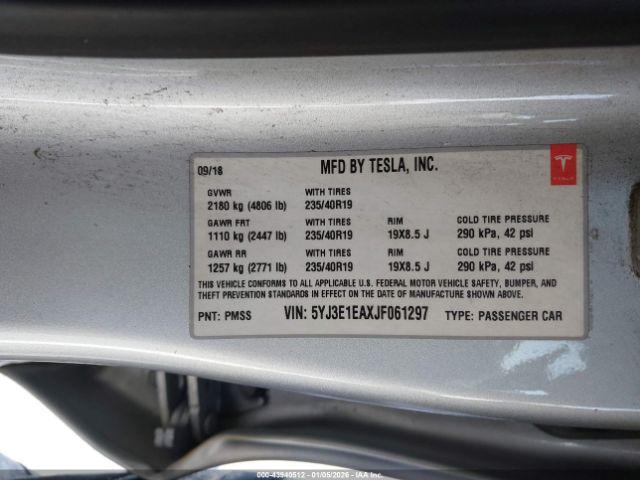 09/18 MFD BY TESLA, INC.
GVWR WITH TIRES
2180 kg (4806 lb) 235/40R19
GAWR FRT WITH TIRES RIM COLD TIRE PRESSURE
1110 kg (2447 lb) 235/40R19 19X8.5 J 290 kPa, 42 psi
GAWR RR WITH TIRES RIM COLD TIRE PRESSURE
1257 kg (2771 lb) 235/40R19 19X8.5 J 290 kPa, 42 psi
THIS VEHICLE CONFORMS TO ALL APPLICABLE U.S. FEDERAL MOTOR VEHICLE SAFETY, BUMPER, AND
THEFT PREVENTION STANDARDS IN EFFECT ON THE DATE OF MANUFACTURE SHOWN ABOVE.
PNT: PMSS VIN: 5YJ3E1EAXJF061297 TYPE: PASSENGER CAR
TESLA
000-43940512 - 01/05/2026 - IAAI